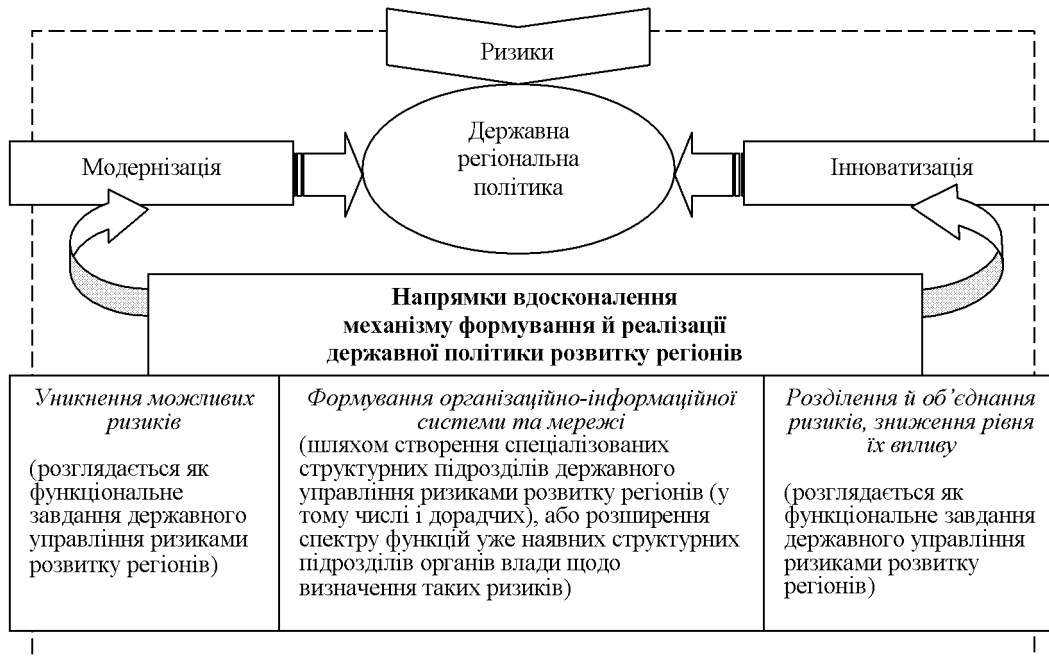 Ризики
Державна
регіональна
політика
Модернізація
Інноватизація
Напрямки вдосконалення
механізму формування й реалізації
державної політики розвитку регіонів
Уникнення можливих
ризиків
(розглядається як
функціональне
завдання державного
управління ризиками
розвитку регіонів)
Формування організаційно-інформаційної
системи та мережі
(шляхом створення спеціалізованих
структурних підрозділів державного
управління ризиками розвитку регіонів (у
тому числі і дорадчих), або розширення
спектру функцій уже наявних структурних
підрозділів органів влади щодо
визначення таких ризиків)
Розділення й об’єднання
ризиків, зниження рівня
їх впливу
(розглядається як
функціональне завдання
державного управління
ризиками розвитку
регіонів)